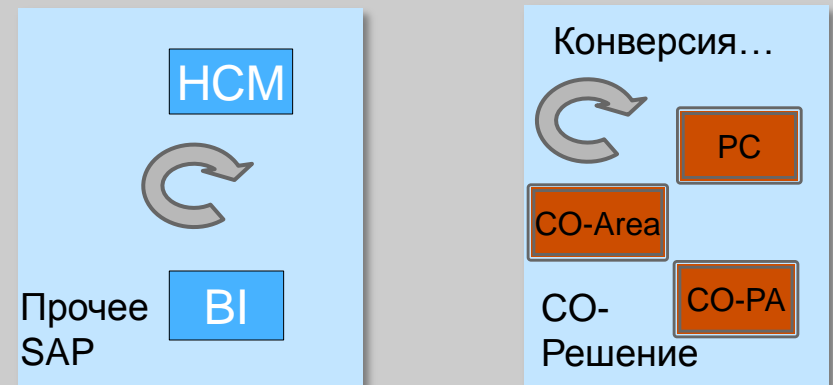 HCM
BI
Прочее
SAP
Конверсия…
PC
CO-Area
CO-PA
CO-
Решение